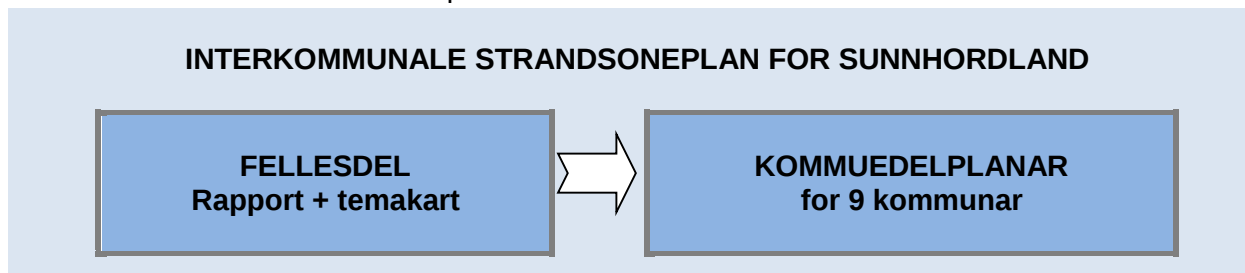 INTERKOMMUNALE STRANDSONEPLAN FOR SUNNHORDLAND
FELLESDEL
Rapport + temakart
KOMMUEDELPLANAR
for 9 kommunar